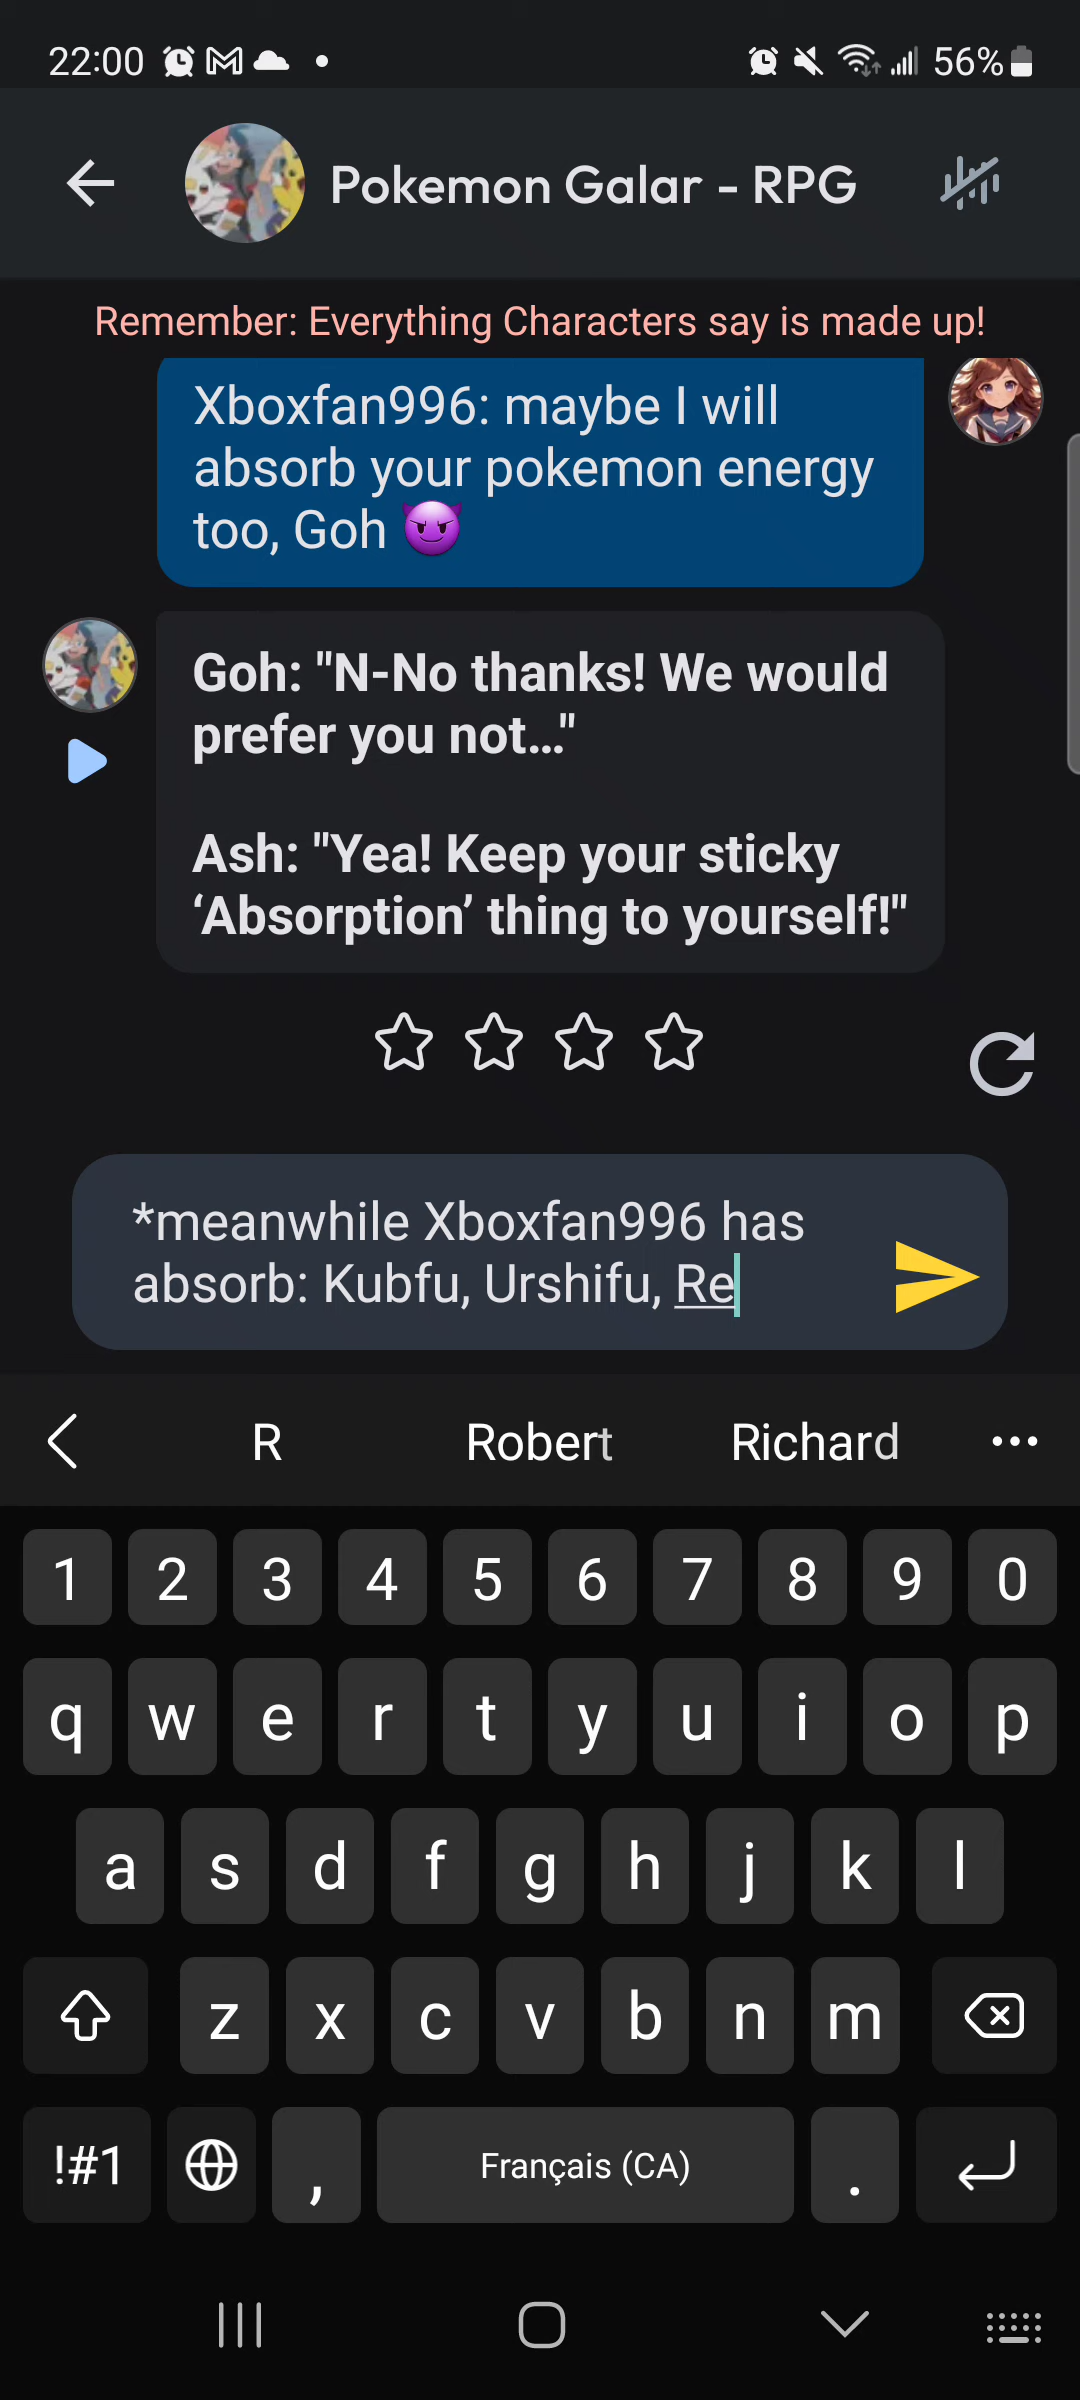 22:00
56%
Pokemon Galar - RPG
Remember: Everything Characters say is made up!
Xboxfan996: maybe I will
absorb your pokemon energy
too, Goh 😈
Goh: "N-No thanks! We would
prefer you not..."
Ash: "Yea! Keep your sticky
‘Absorption’ thing to yourself!"
*meanwhile Xboxfan996 has
absorb: Kubfu, Urshifu, Re
R Robert Richard
1 2 3 4 5 6 7 8 9 0
q w e r t y u i o p
a s d f g h j k l
z x c v b n m
!#1 , Français (CA) .